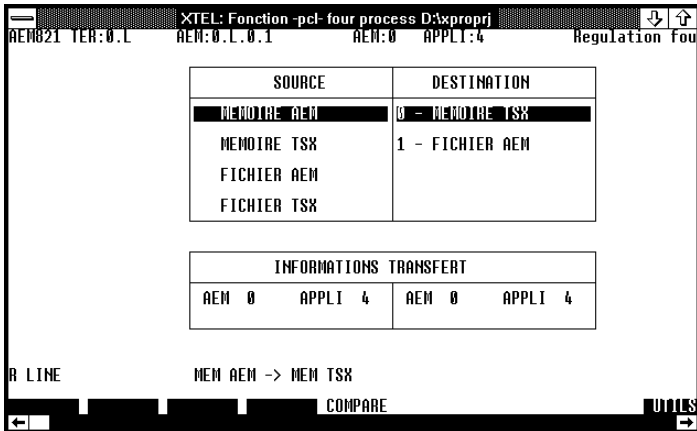 XTEL: Fonction -pcl- four process D:\xproprj
AEM821 TER:0.L AEM:0.L.0.1 AEM:0 APPLI:4 Regulation fou
SOURCE DESTINATION
MEMOIRE AEM 0 - MEMOIRE TSX
MEMOIRE TSX 1 - FICHIER AEM
FICHIER AEM
FICHIER TSX
INFORMATIONS TRANSFERT
AEM 0 APPLI 4 AEM 0 APPLI 4
R LINE MEM AEM -> MEM TSX
COMPARE UTILS